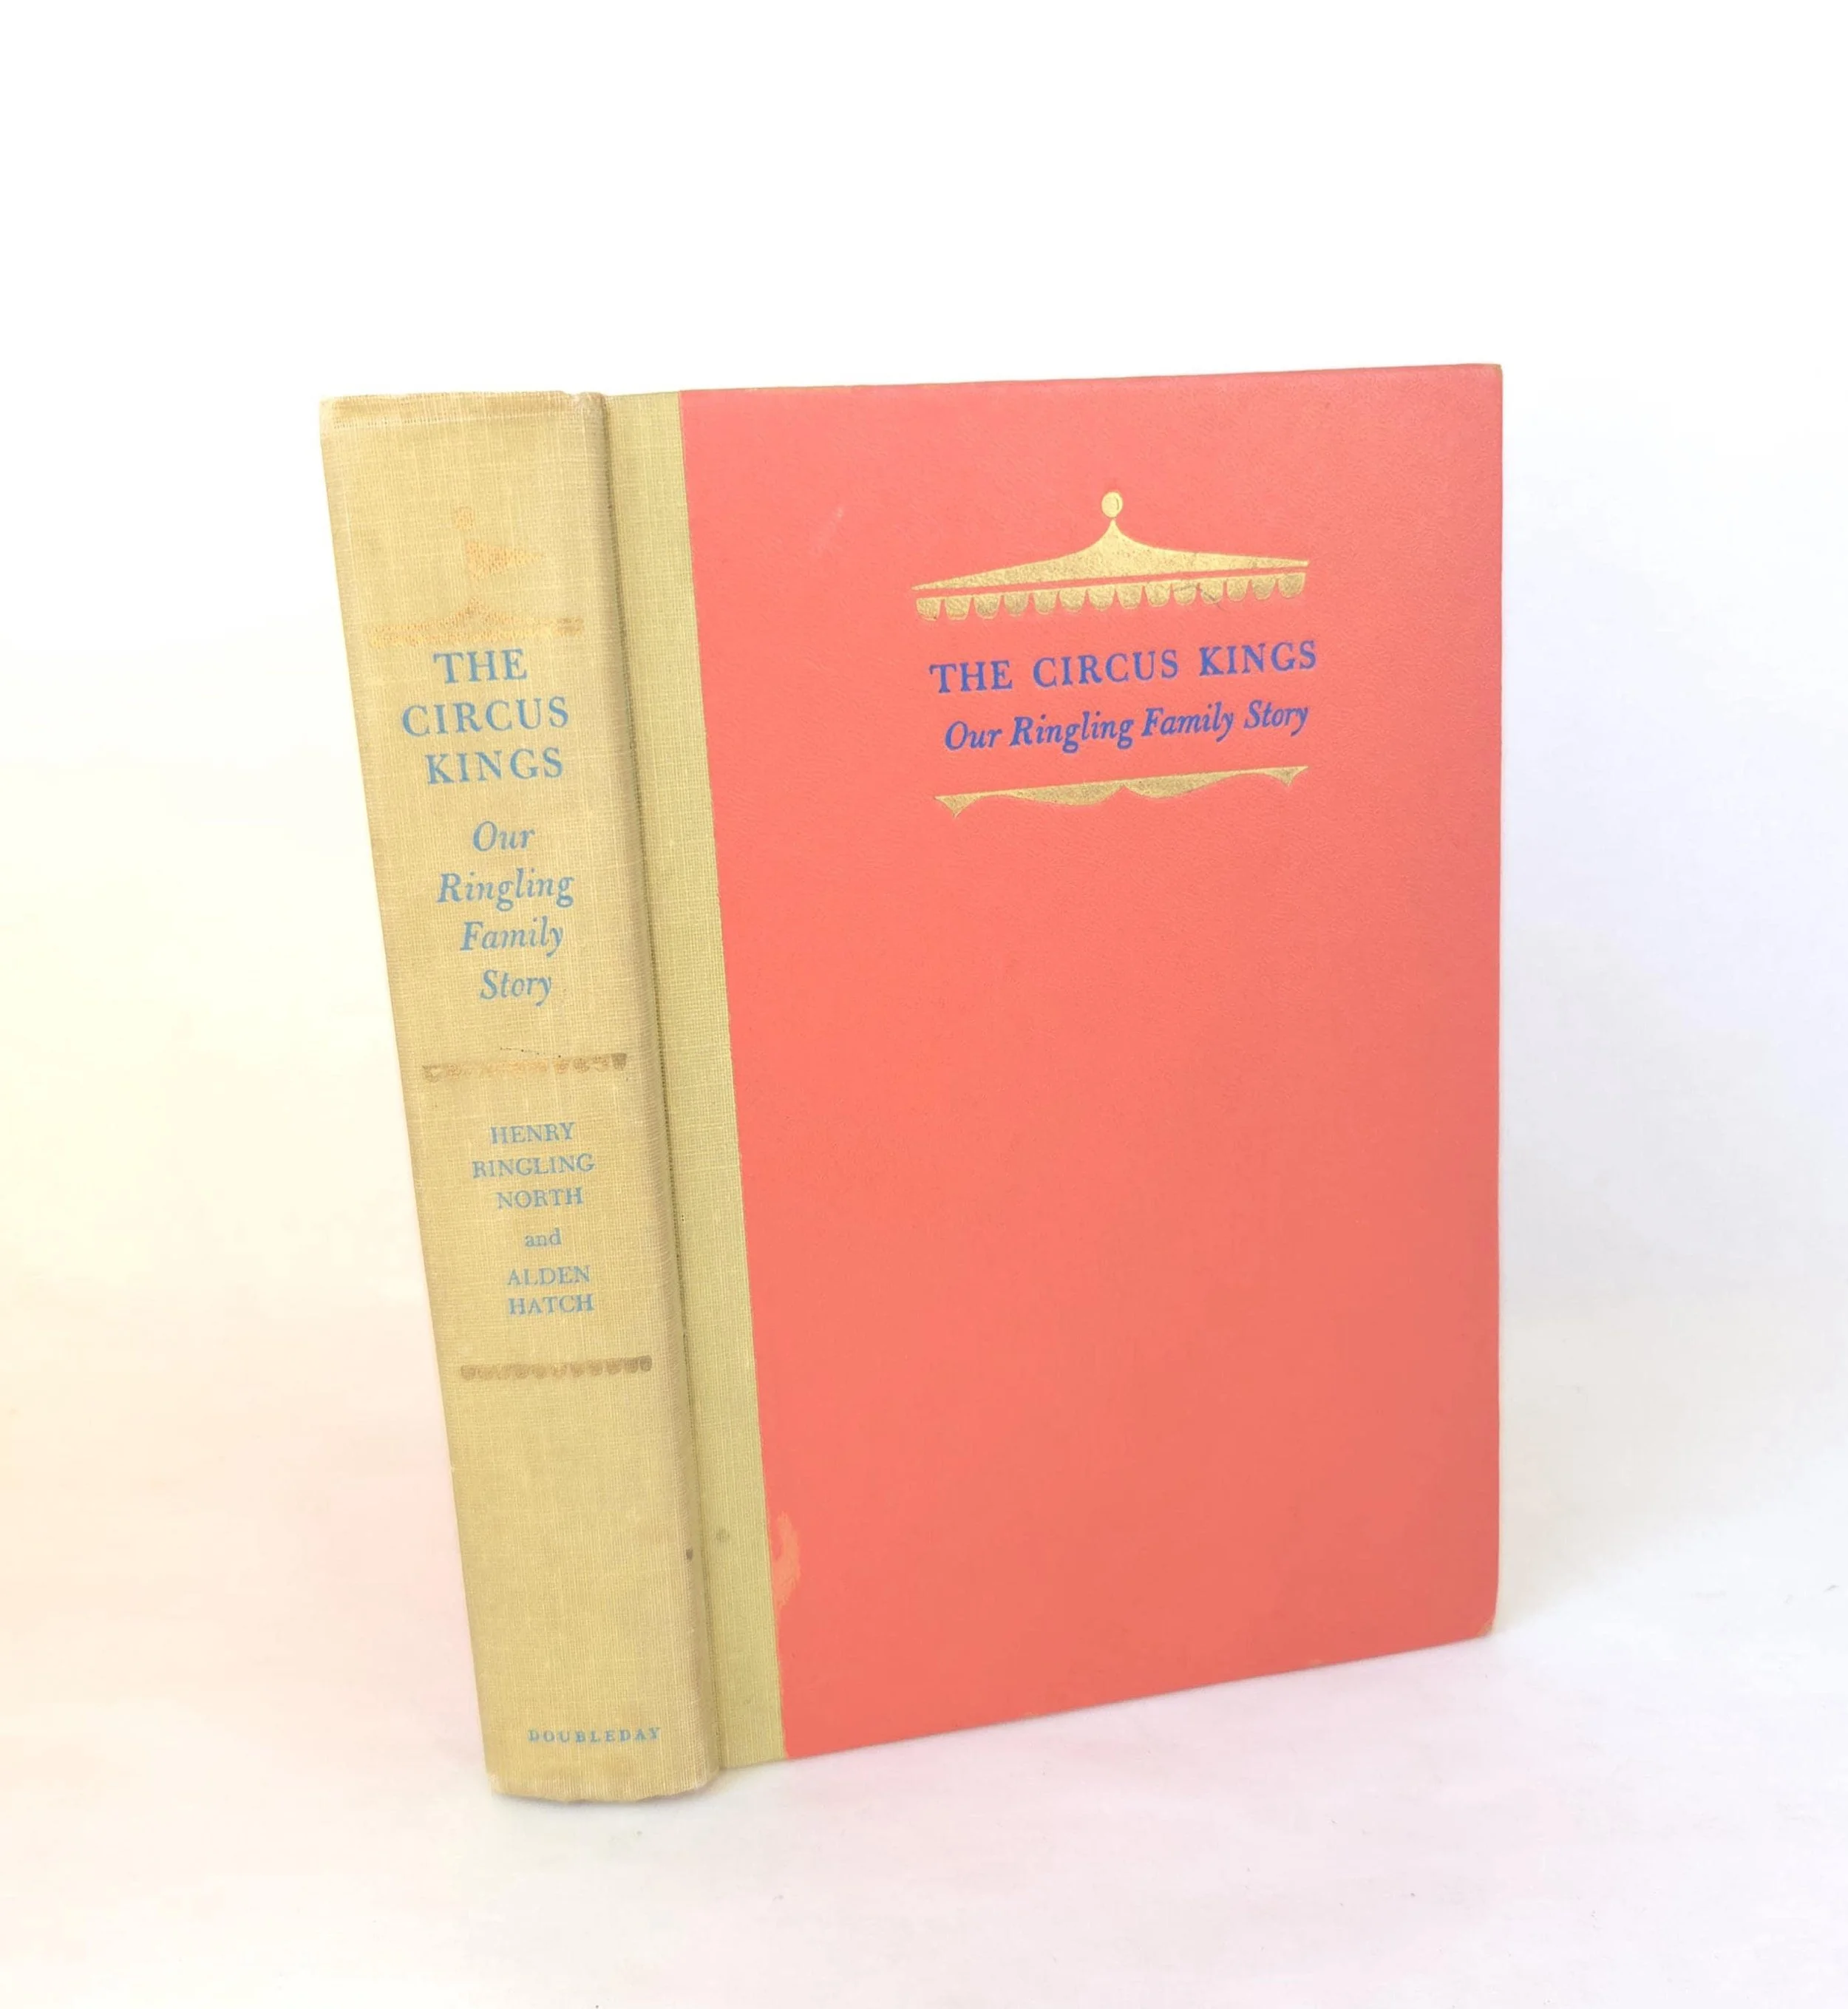 THE
CIRCUS
KINGS
Our
Ringling
Family
Story
HENRY
RINGLING
NORTH
and
ALDEN
HATCH
DOUBLEDAY
THE CIRCUS KINGS
Our Ringling Family Story